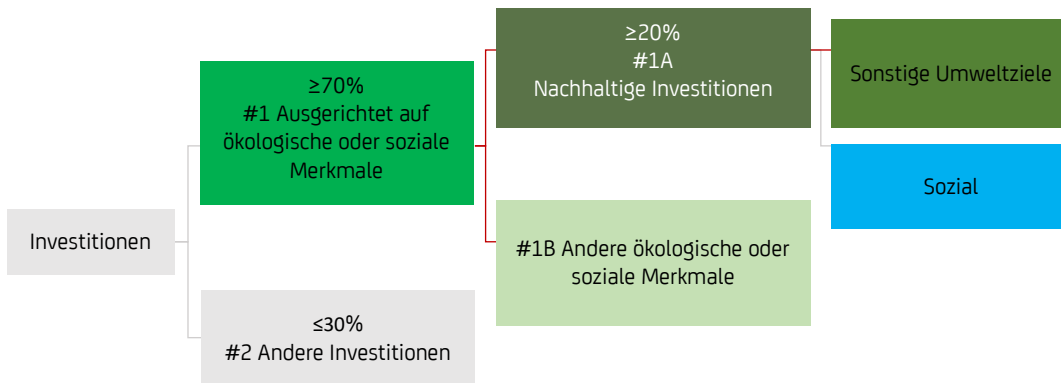 Investitionen
≥70%
#1 Ausgerichtet auf
ökologische oder soziale
Merkmale
≤30%
#2 Andere Investitionen
≥20%
#1A
Nachhaltige Investitionen
#1B Andere ökologische oder
soziale Merkmale
Sonstige Umweltziele
Sozial